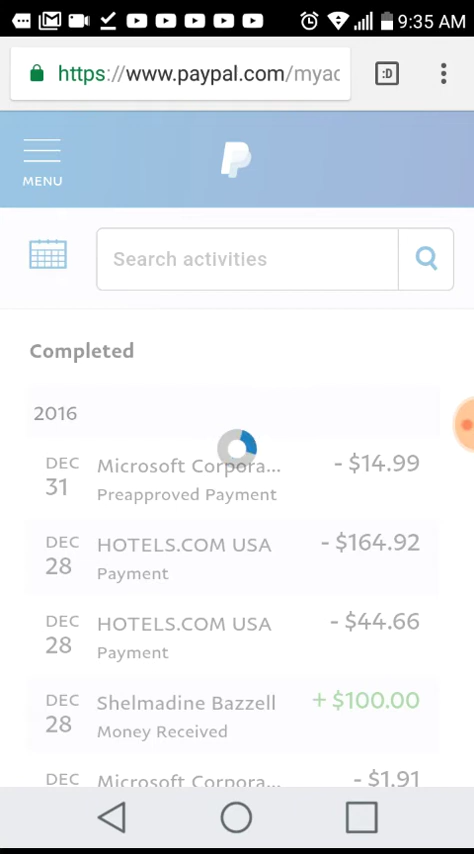 9:35 AM
https://www.paypal.com/myac
:D
MENU
Search activities
Completed
2016
DEC 31 Microsoft Corpora... - $14.99
Preapproved Payment
DEC 28 HOTELS.COM USA - $164.92
Payment
DEC 28 HOTELS.COM USA - $44.66
Payment
DEC 28 Shelmadine Bazzell + $100.00
Money Received
DEC Microsoft Corpora... - $1.91